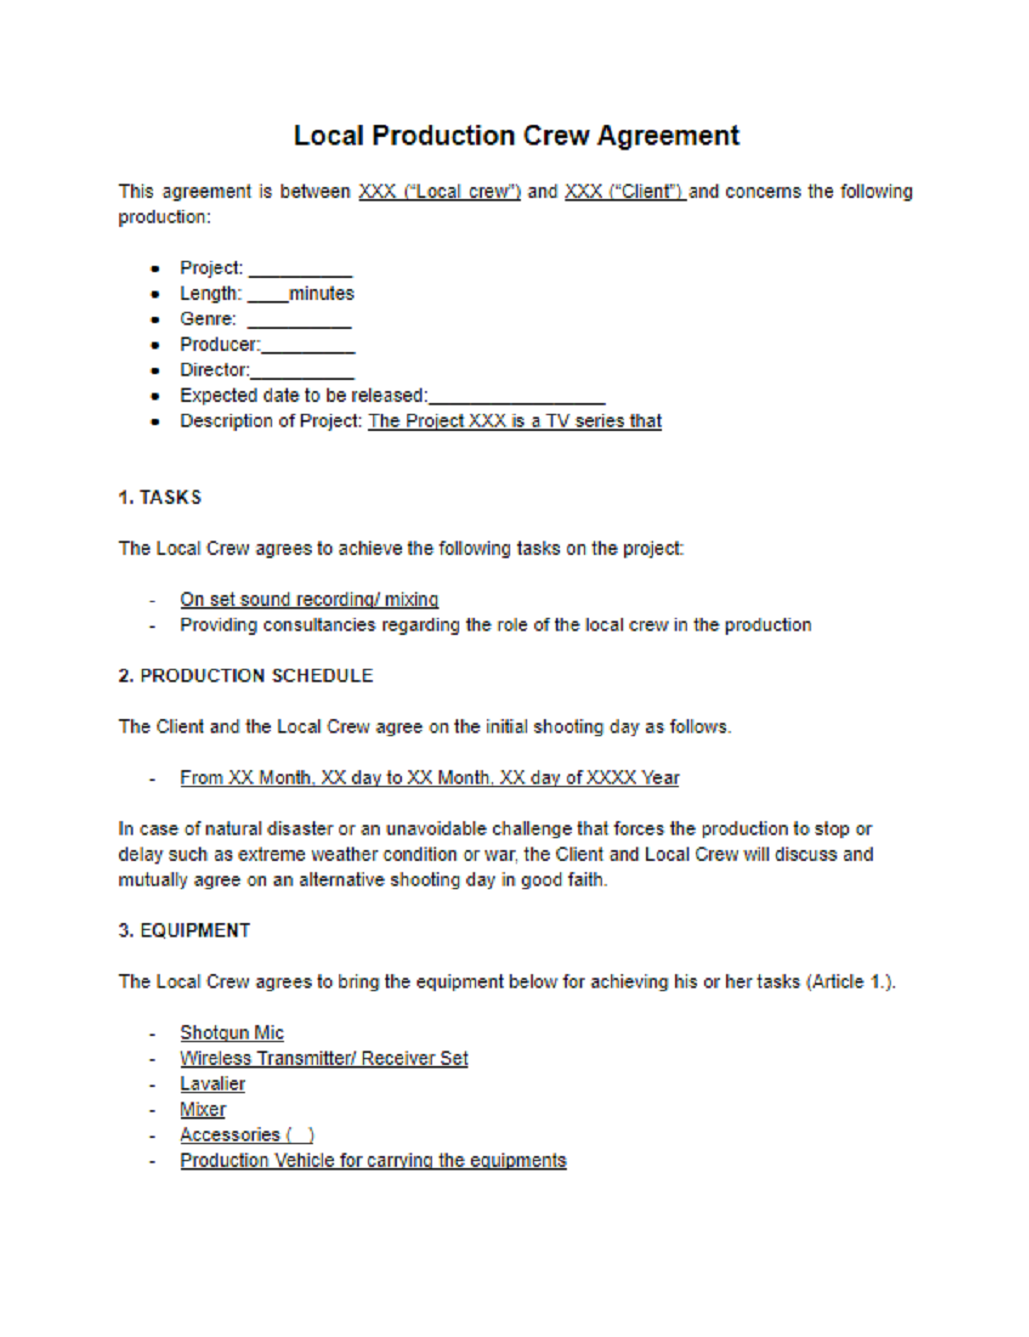 Local Production Crew Agreement
This agreement is between XXX (“Local crew”) and XXX (“Client”) and concerns the following
production:
● Project: __________
● Length: ____minutes
● Genre: __________
● Producer:_________
● Director:__________
● Expected date to be released:_________________
● Description of Project: The Project XXX is a TV series that
1. TASKS
The Local Crew agrees to achieve the following tasks on the project:
- On set sound recording/ mixing
- Providing consultancies regarding the role of the local crew in the production
2. PRODUCTION SCHEDULE
The Client and the Local Crew agree on the initial shooting day as follows.
- From XX Month, XX day to XX Month, XX day of XXXX Year
In case of natural disaster or an unavoidable challenge that forces the production to stop or
delay such as extreme weather condition or war, the Client and Local Crew will discuss and
mutually agree on an alternative shooting day in good faith.
3. EQUIPMENT
The Local Crew agrees to bring the equipment below for achieving his or her tasks (Article 1.).
- Shotgun Mic
- Wireless Transmitter/ Receiver Set
- Lavalier
- Mixer
- Accessories ( )
- Production Vehicle for carrying the equipments